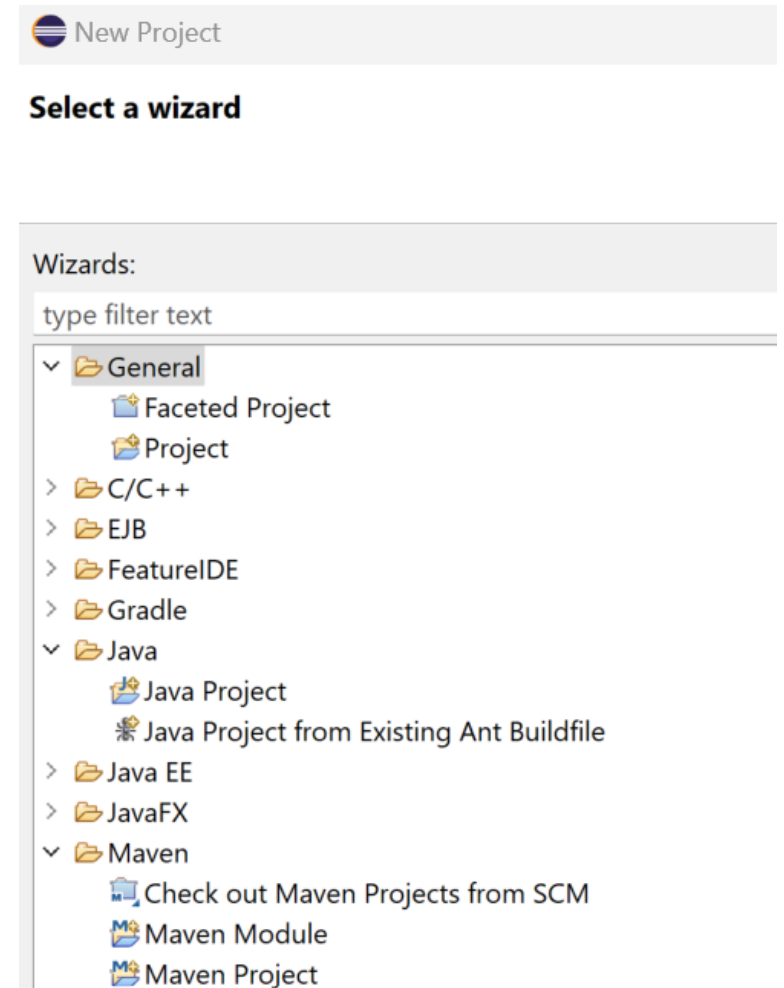 New Project
Select a wizard
Wizards:
type filter text
General
Faceted Project
Project
C/C++
EJB
FeatureIDE
Gradle
Java
Java Project
Java Project from Existing Ant Buildfile
Java EE
JavaFX
Maven
Check out Maven Projects from SCM
Maven Module
Maven Project